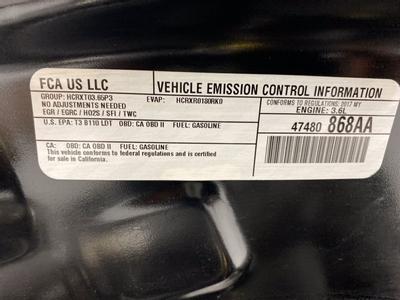 FCA US LLC
VEHICLE EMISSION CONTROL INFORMATION
GROUP: HCRXT03.65P3
EVAP: HCRXR0180RK0
CONFORMS TO REGULATIONS: 2017 MY
NO ADJUSTMENTS NEEDED
ENGINE: 3.6L
EGR / EGRC / HO2S / SFI / TWC
U.S. EPA: T3 B110 LDT OBD: CA OBD II FUEL: GASOLINE
47480 868AA
CA: OBD: CA OBD II FUEL: GASOLINE
This vehicle conforms to federal regulations and is certified
for sale in California.